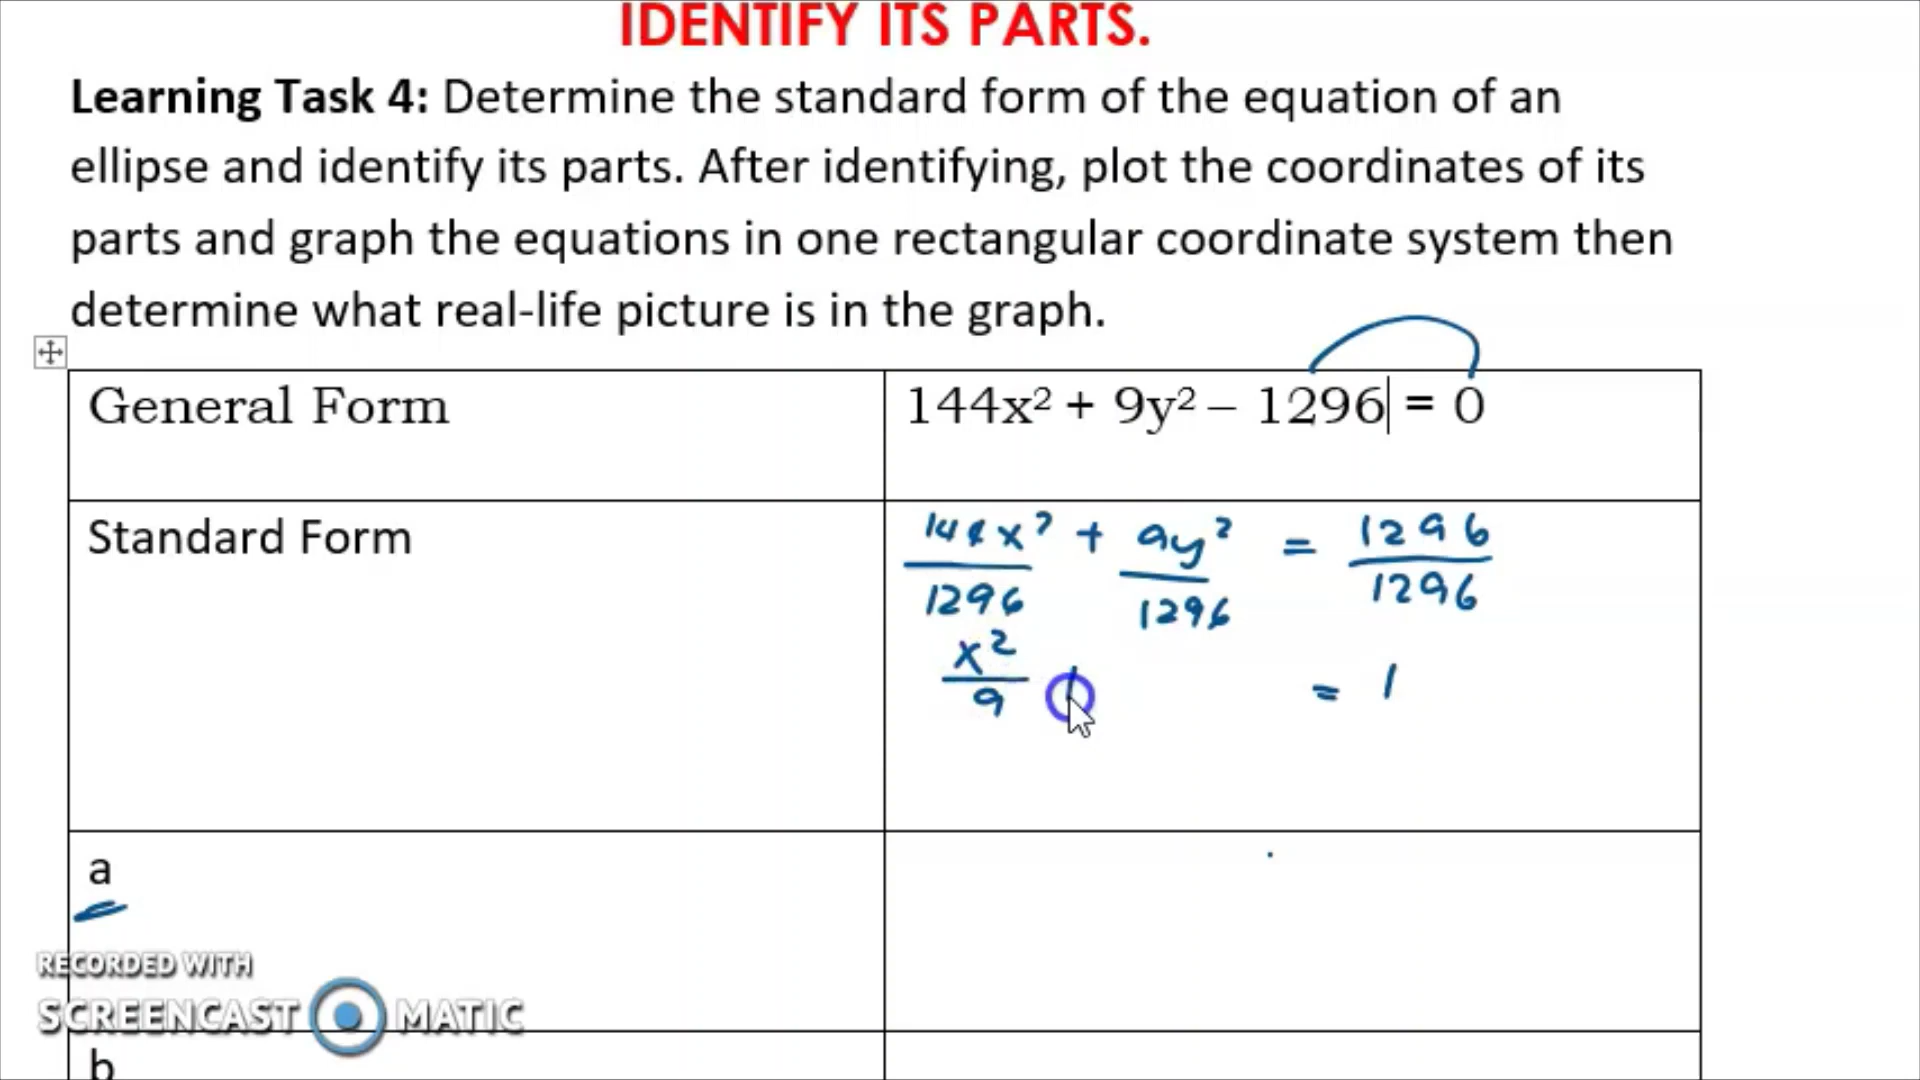 IDENTIFY ITS PARTS.
Learning Task 4: Determine the standard form of the equation of an
ellipse and identify its parts. After identifying, plot the coordinates of its
parts and graph the equations in one rectangular coordinate system then
determine what real-life picture is in the graph.
General Form
144x² + 9y² – 1296 = 0
Standard Form
144x² + 9y² = 1296
1296 1296 1296
x²
9 = 1
a
b
RECORDED WITH
SCREENCAST MATIC